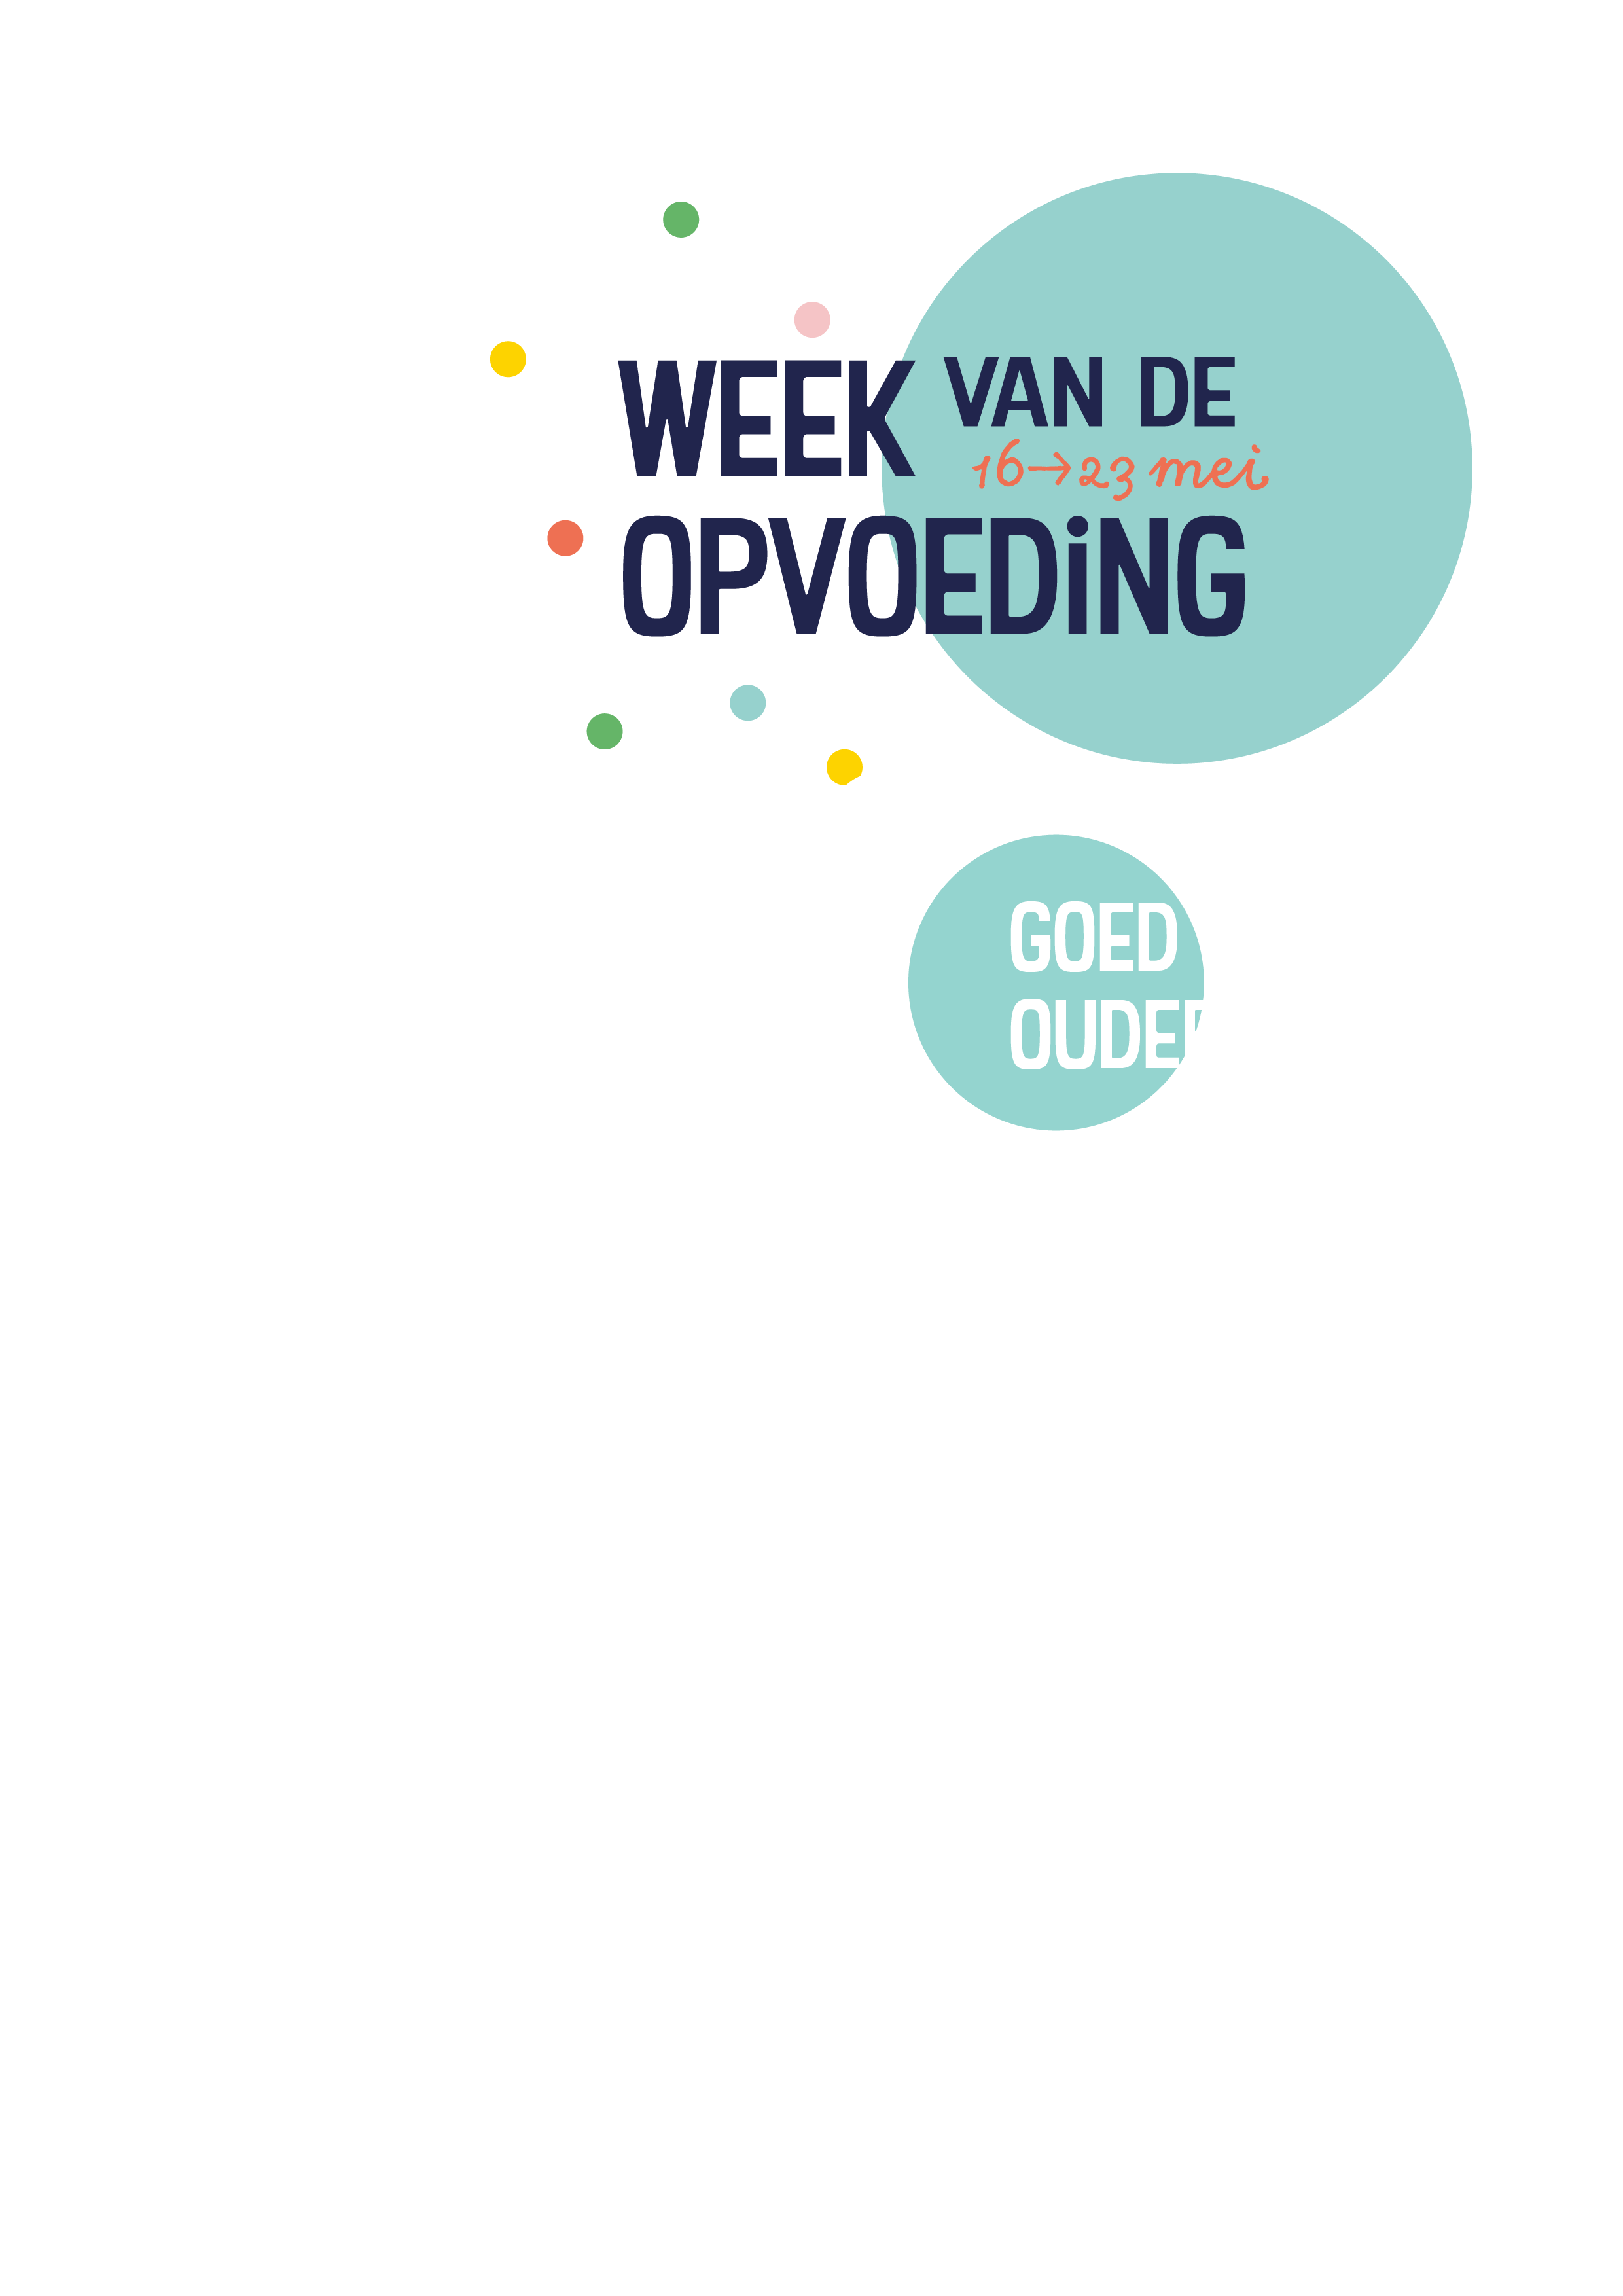 WEEK VAN DE
16→23 mei
OPVOEDiNG
GOED